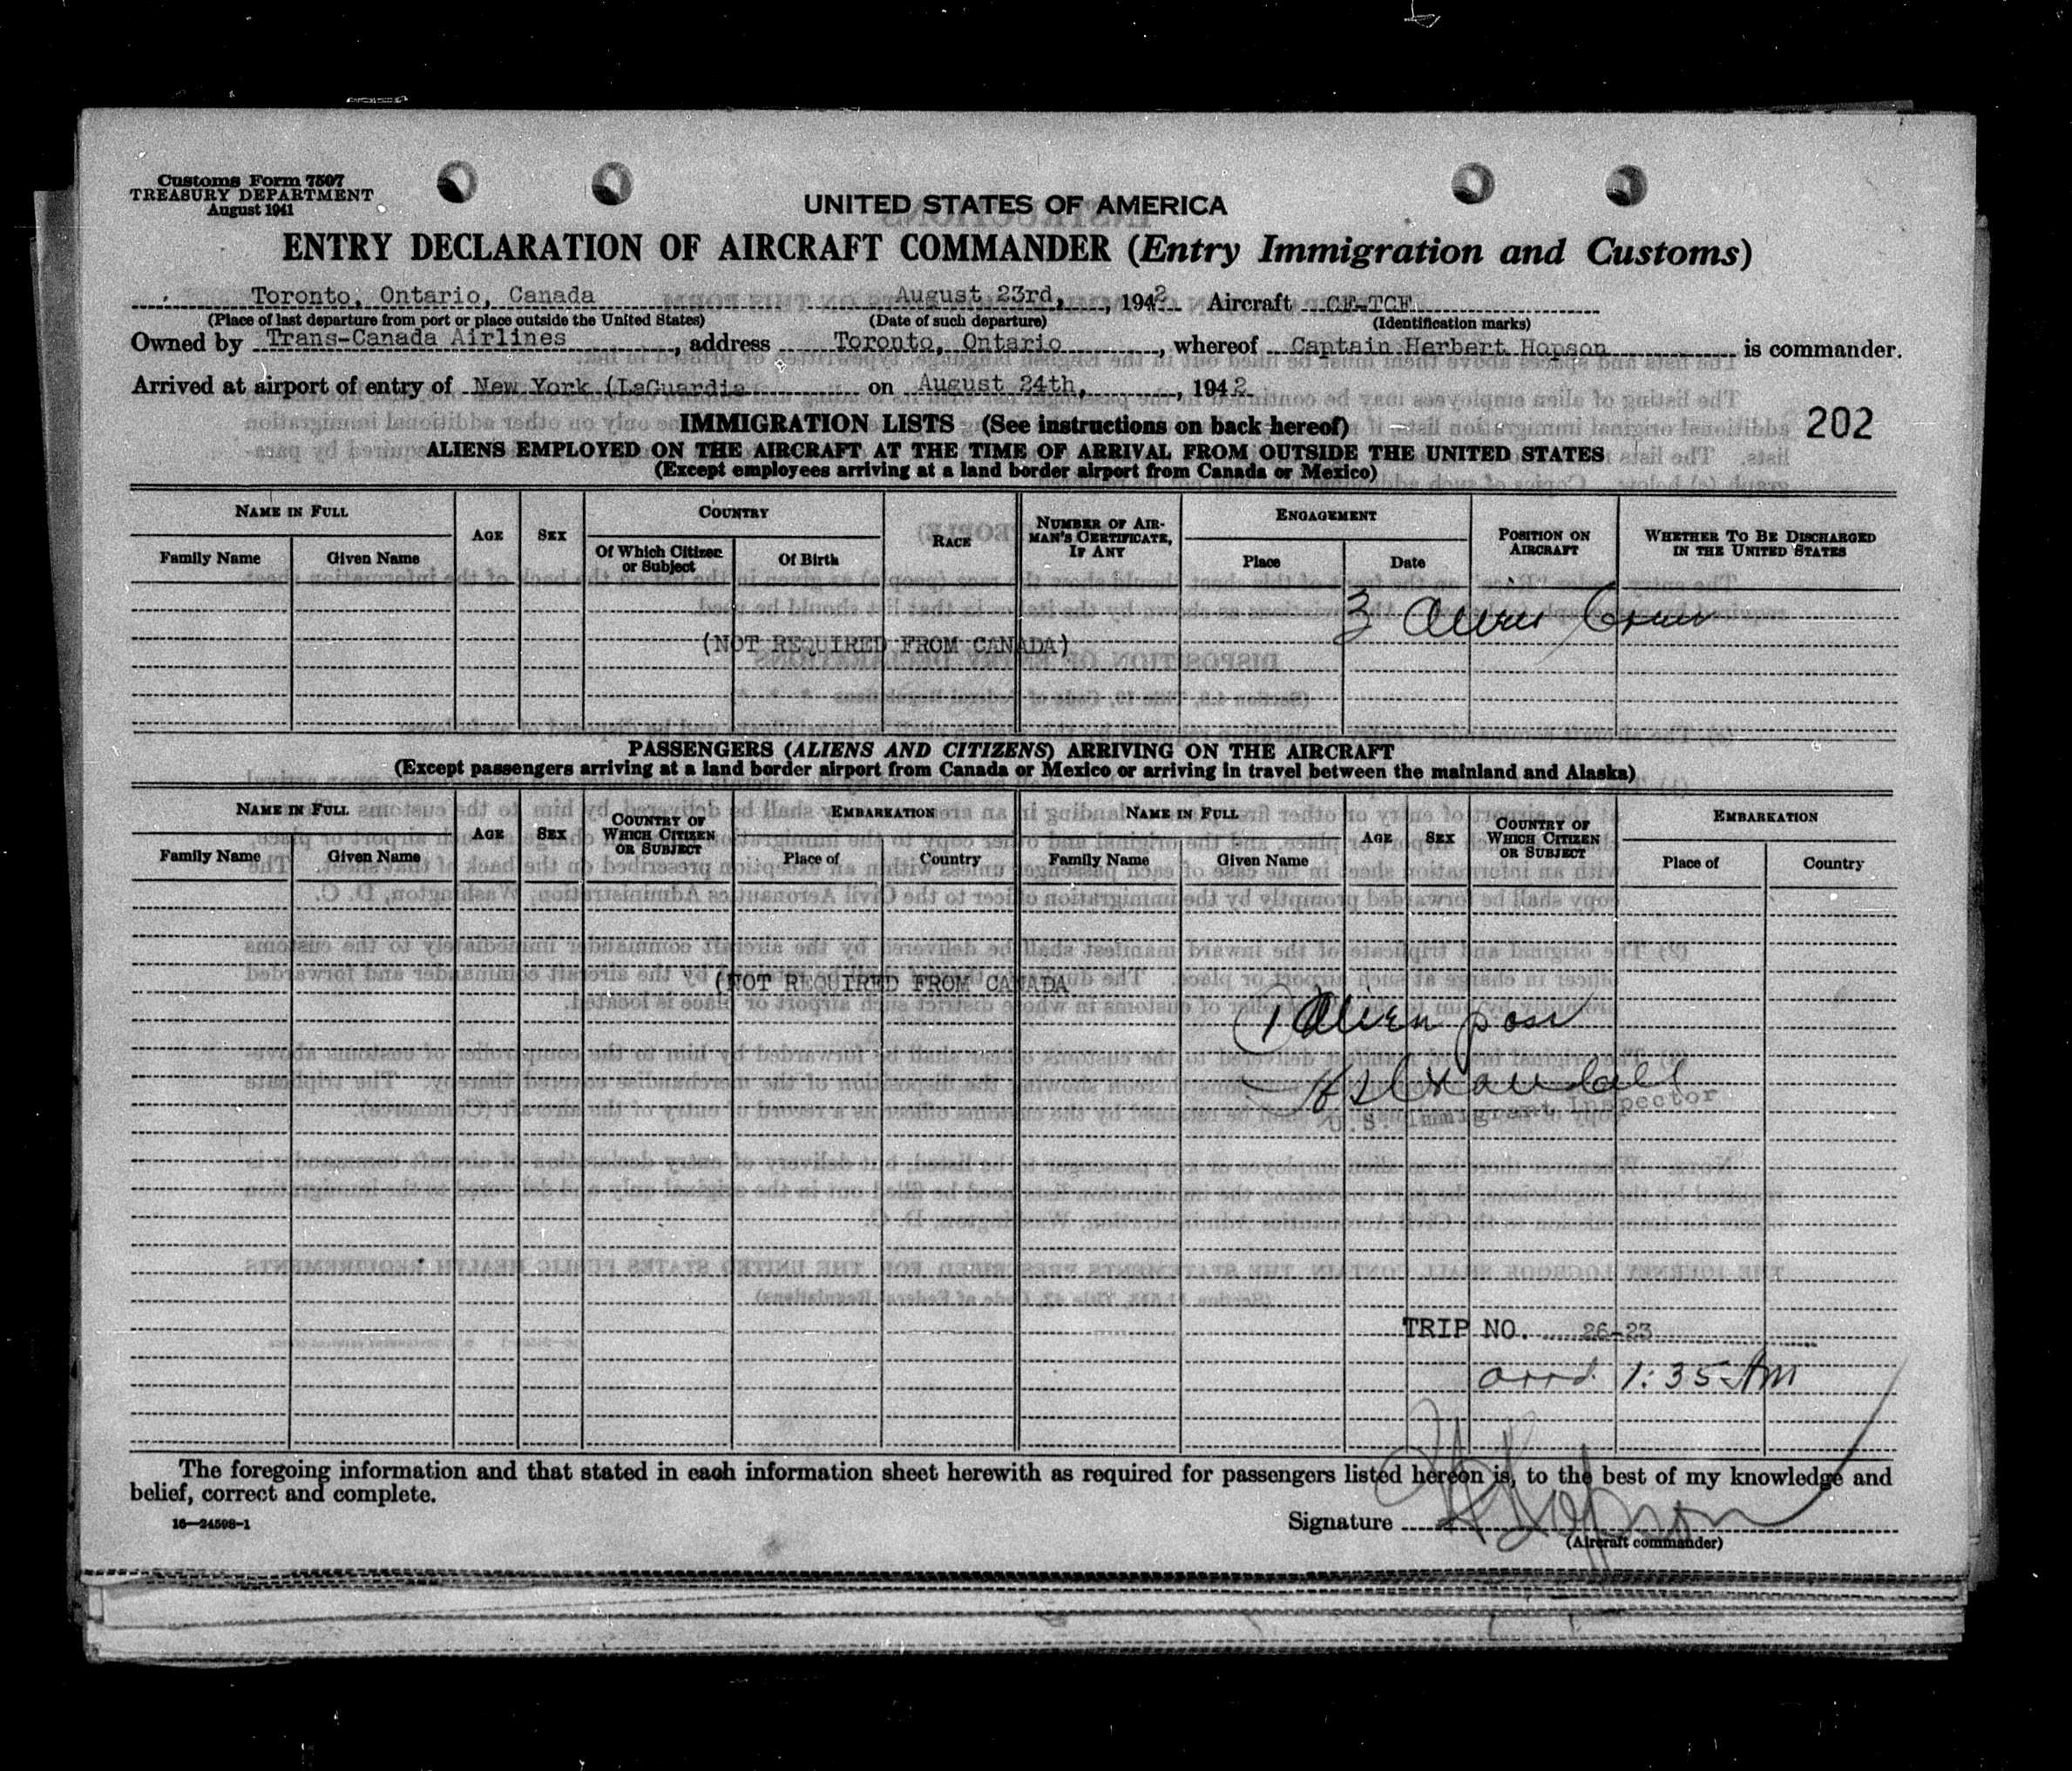 Customs Form 7507
TREASURY DEPARTMENT
August 1941
UNITED STATES OF AMERICA
ENTRY DECLARATION OF AIRCRAFT COMMANDER (Entry Immigration and Customs)
Toronto, Ontario, Canada August 23rd, , 1942 Aircraft CF-TCF
(Place of last departure from port or place outside the United States) (Date of such departure) (Identification marks)
Owned by Trans-Canada Airlines , address Toronto, Ontario , whereof Captain Herbert Hopson is commander.
Arrived at airport of entry of New York (LaGuardia on August 24th, , 1942
IMMIGRATION LISTS (See instructions on back hereof) 202
ALIENS EMPLOYED ON THE AIRCRAFT AT THE TIME OF ARRIVAL FROM OUTSIDE THE UNITED STATES
(Except employees arriving at a land border airport from Canada or Mexico)
NAME IN FULL AGE SEX COUNTRY RACE NUMBER OF AIRMAN'S CERTIFICATE, IF ANY ENGAGEMENT POSITION ON AIRCRAFT WHETHER TO BE DISCHARGED IN THE UNITED STATES
Family Name Given Name Of Which Citizen or Subject Of Birth Place Date
3 Aliens Crew
(NOT REQUIRED FROM CANADA)
PASSENGERS (ALIENS AND CITIZENS) ARRIVING ON THE AIRCRAFT
(Except passengers arriving at a land border airport from Canada or Mexico or arriving in travel between the mainland and Alaska)
NAME IN FULL AGE SEX COUNTRY OF WHICH CITIZEN OR SUBJECT EMBARKATION NAME IN FULL AGE SEX COUNTRY OF WHICH CITIZEN OR SUBJECT EMBARKATION
Family Name Given Name Place of Country Family Name Given Name Place of Country
(NOT REQUIRED FROM CANADA
1 Alien pass
U.S. Immigrant Inspector
TRIP NO. 26-23
arrd. 1:35 AM
The foregoing information and that stated in each information sheet herewith as required for passengers listed hereon is, to the best of my knowledge and
belief, correct and complete.
16—24598-1
Signature H Hopson
(Aircraft commander)